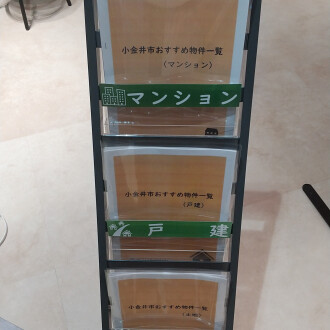 小金井市おすすめ物件一覧
（マンション）
マンション
小金井市おすすめ物件一覧
（戸建）
戸建
小金井市おすすめ物件一覧
（土地）